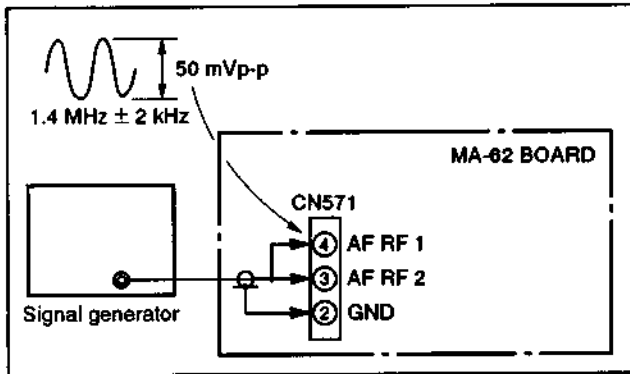 50 mVp-p
1.4 MHz ± 2 kHz
MA-62 BOARD
CN571
④ AF RF 1
③ AF RF 2
② GND
Signal generator